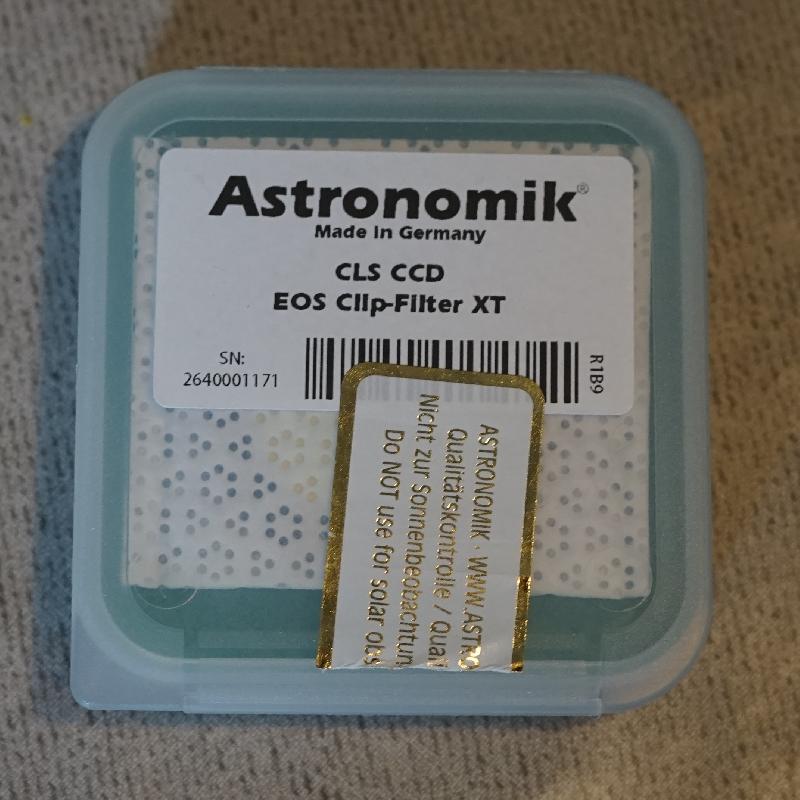 Astronomik®
Made in Germany
CLS CCD
EOS Clip-Filter XT
SN:
2640001171
R1B9
ASTRONOMIK · WWW.ASTRO
Qualitätskontrolle / Quali
Nicht zur Sonnenbeobachtun
Do NOT use for solar obs